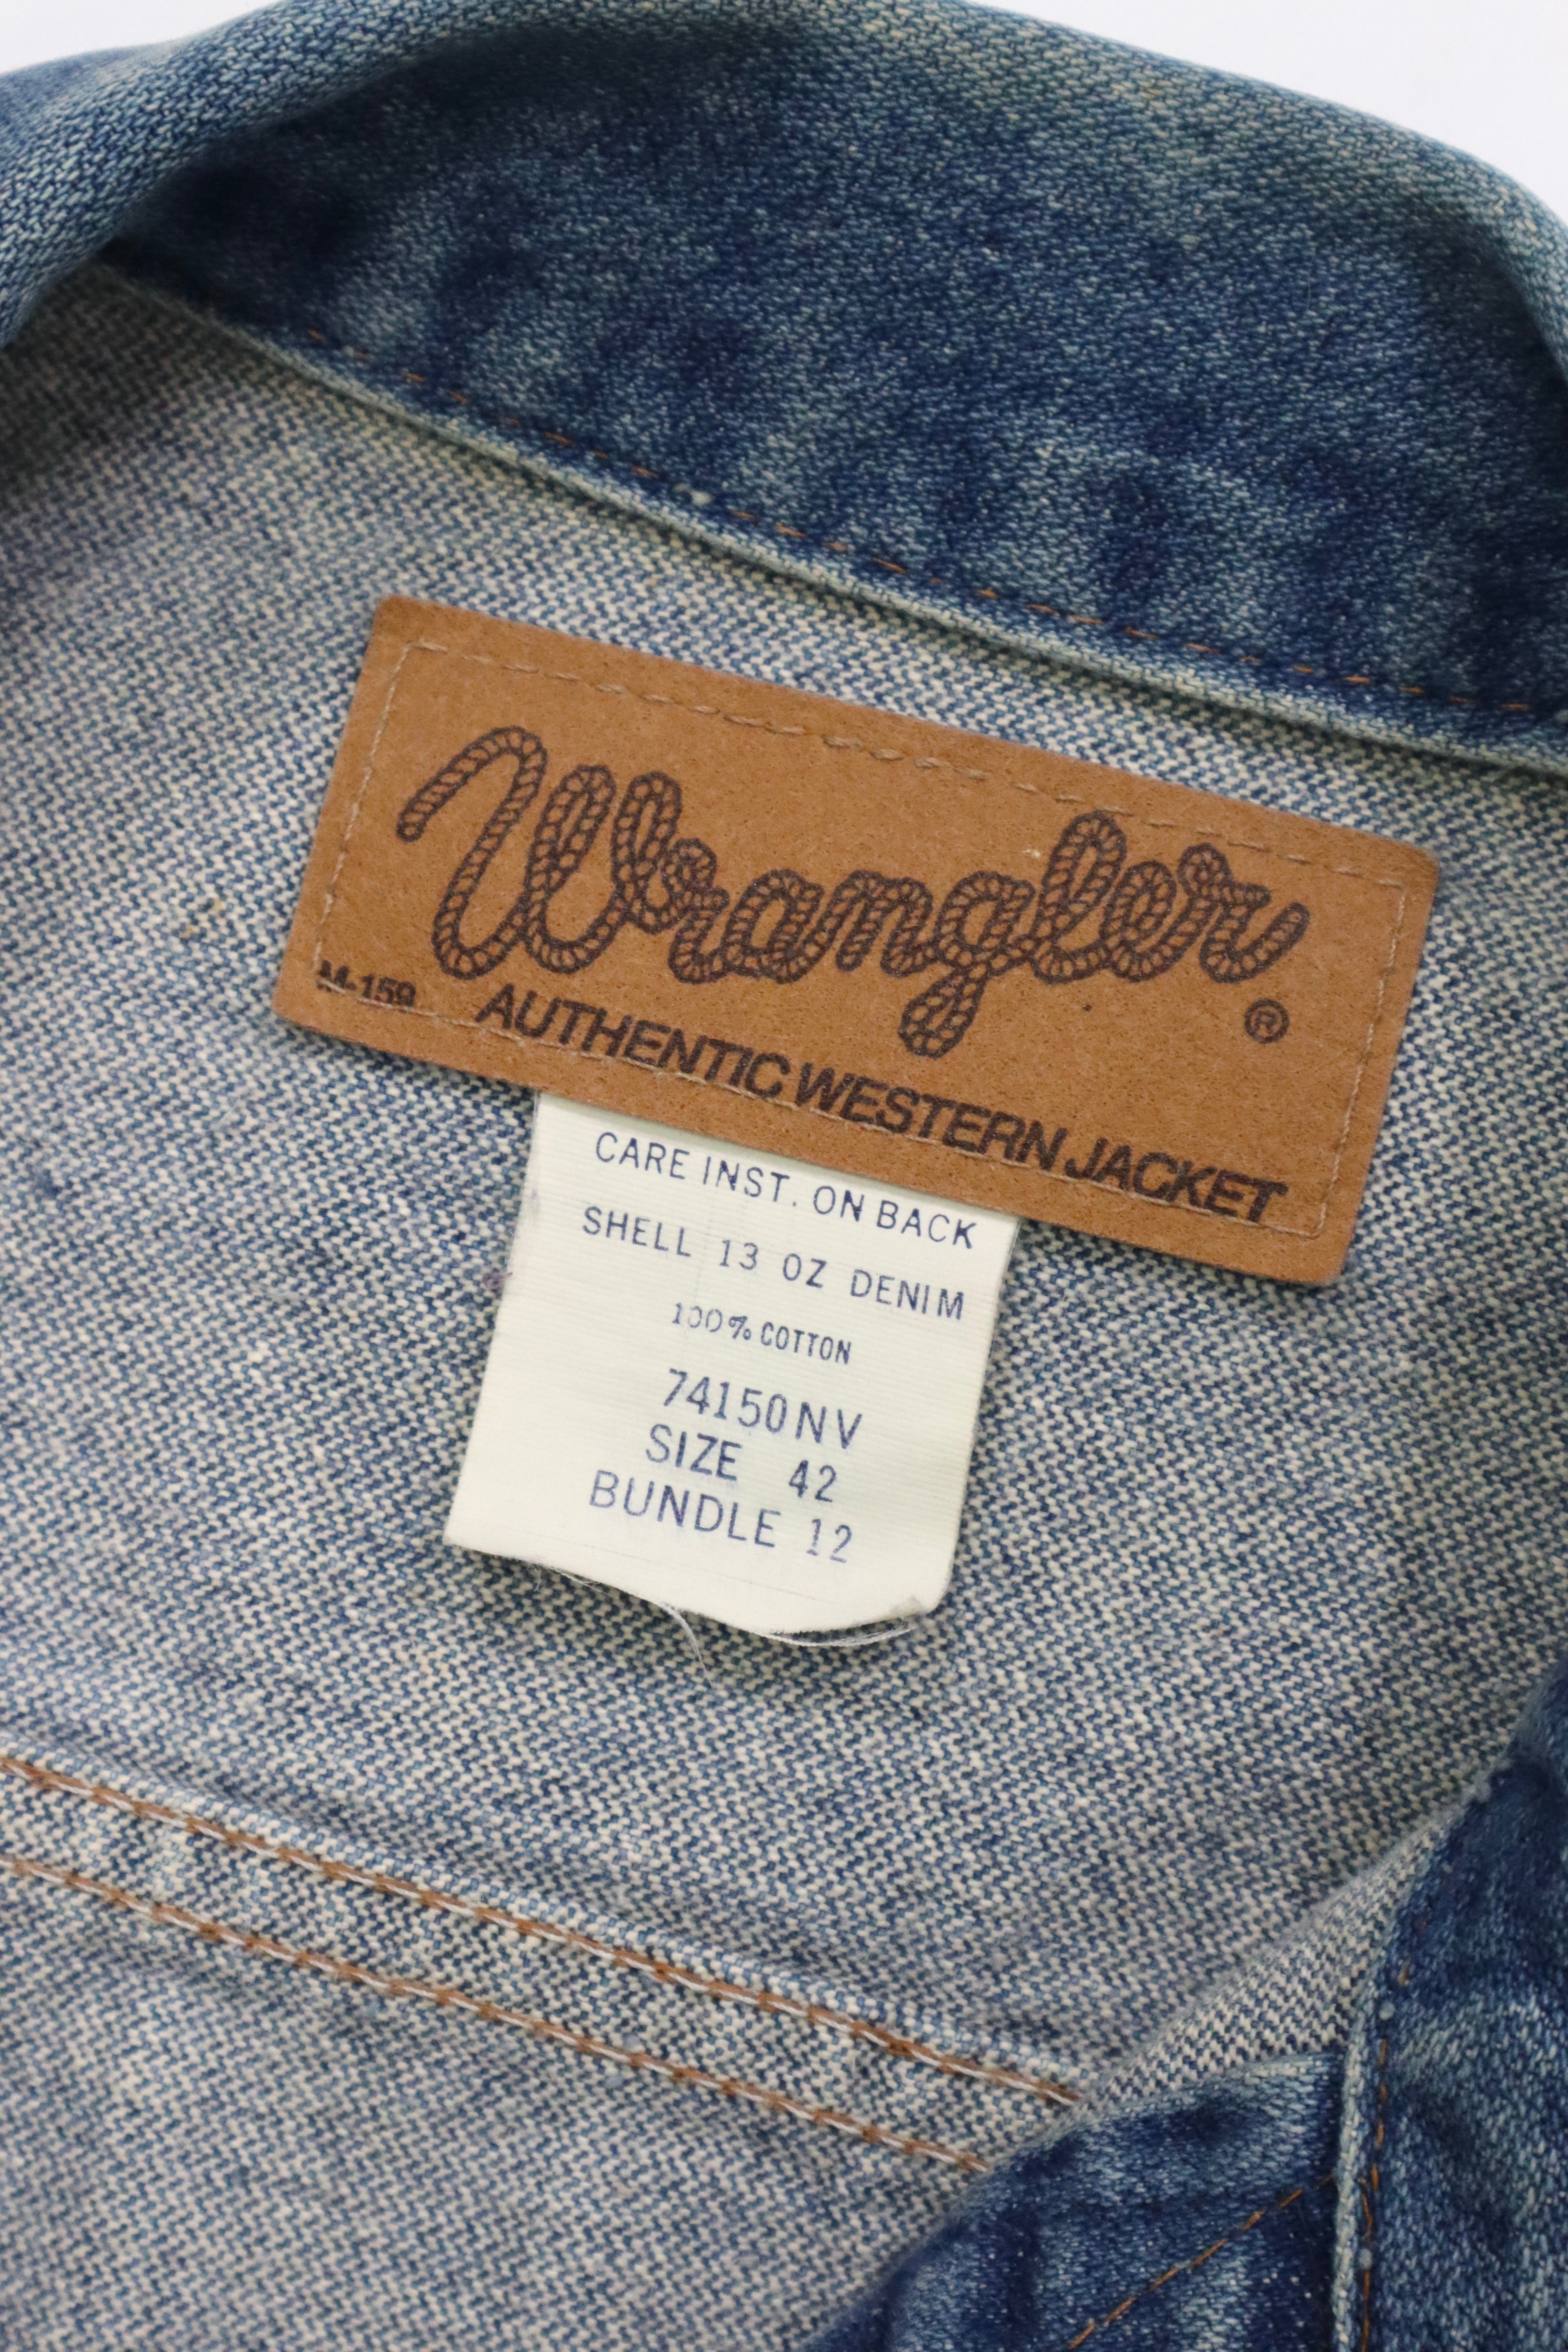 Wrangler
®
M-159
AUTHENTIC WESTERN JACKET
CARE INST. ON BACK
SHELL 13 OZ DENIM
100% COTTON
74150NV
SIZE 42
BUNDLE 12